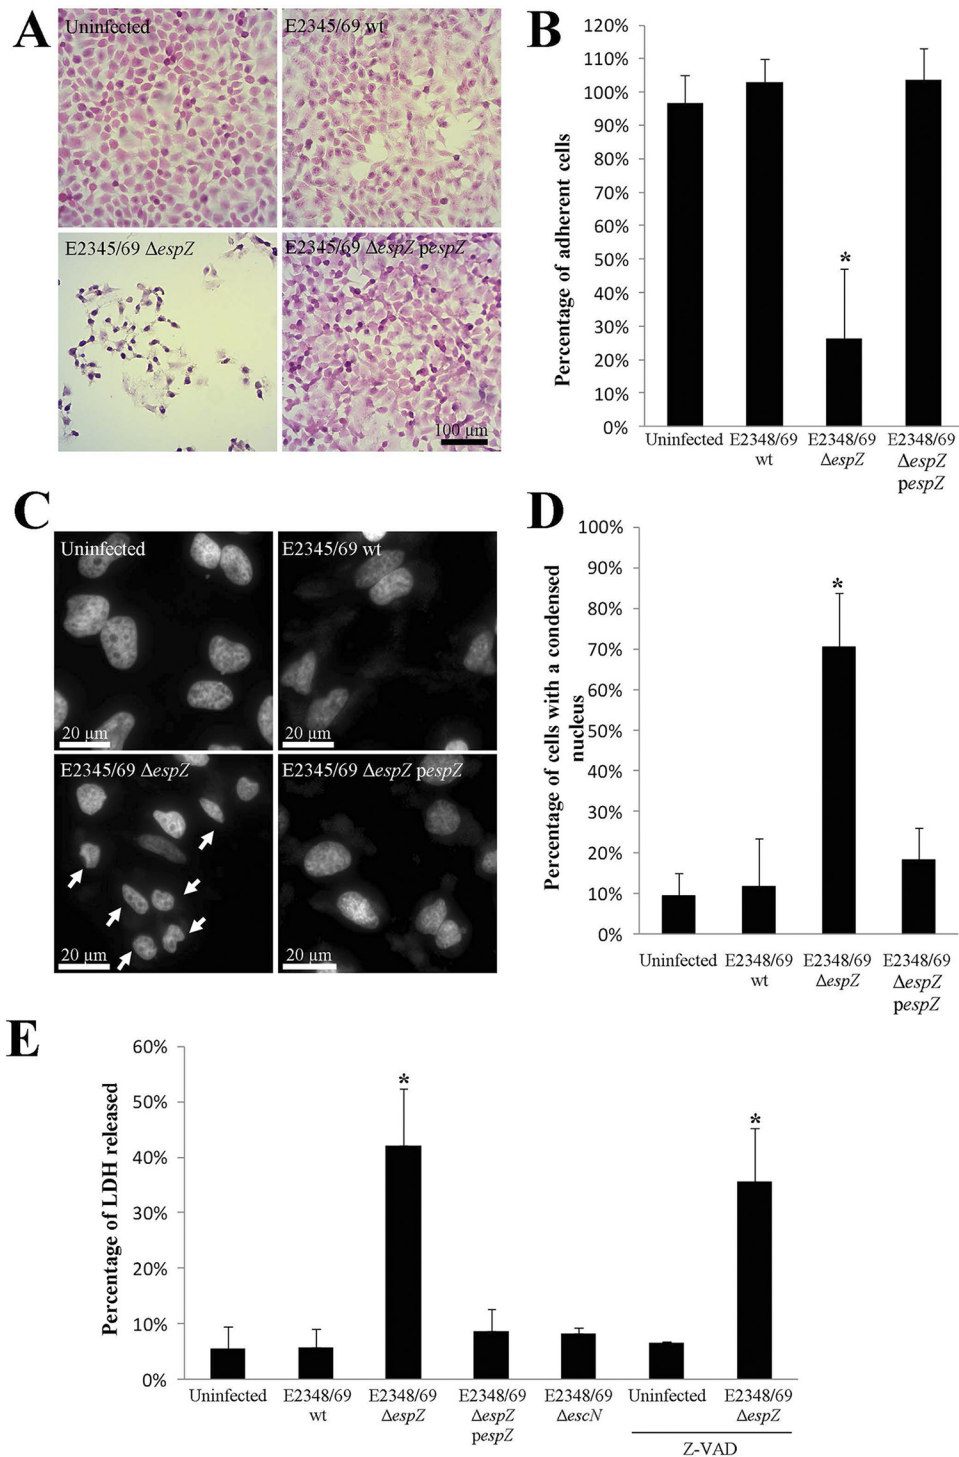 A
Uninfected
E2345/69 wt
E2345/69 ΔespZ
E2345/69 ΔespZ pespZ
100 µm
B
Percentage of adherent cells
120%
110%
100%
90%
80%
70%
60%
50%
40%
30%
20%
10%
0%
*
Uninfected
E2348/69
wt
E2348/69
ΔespZ
E2348/69
ΔespZ
pespZ
C
Uninfected
20 µm
E2345/69 wt
20 µm
E2345/69 ΔespZ
20 µm
E2345/69 ΔespZ pespZ
20 µm
D
Percentage of cells with a condensed
nucleus
100%
90%
80%
70%
60%
50%
40%
30%
20%
10%
0%
*
Uninfected
E2348/69
wt
E2348/69
ΔespZ
E2348/69
ΔespZ
pespZ
E
Percentage of LDH released
60%
50%
40%
30%
20%
10%
0%
*
*
Uninfected
E2348/69
wt
E2348/69
ΔespZ
E2348/69
ΔespZ
pespZ
E2348/69
ΔescN
Uninfected
E2348/69
ΔespZ
Z-VAD